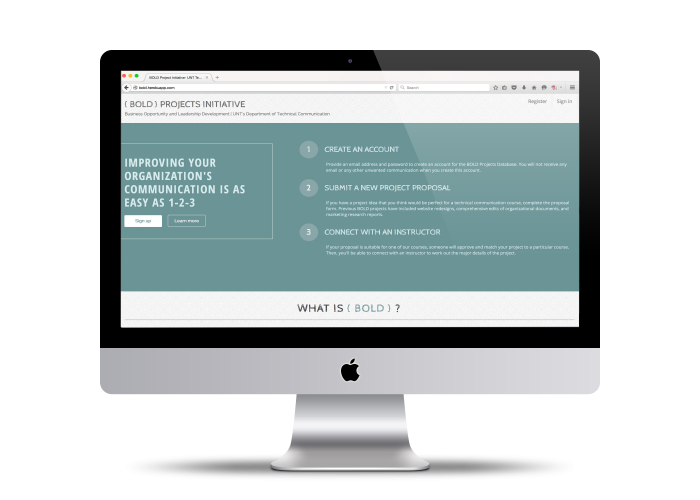 (BOLD Project Initiative- UNT Te...
bold.herokuapp.com
Search
( BOLD ) PROJECTS INITIATIVE
Register
Sign in
Business Opportunity and Leadership Development | UNT's Department of Technical Communication
IMPROVING YOUR
ORGANIZATION'S
COMMUNICATION IS AS
EASY AS 1-2-3
Sign up
Learn more
1 CREATE AN ACCOUNT
Provide an email address and password to create an account for the BOLD Projects Database. You will not receive any
email or any other unwanted communication when you create this account.
2 SUBMIT A NEW PROJECT PROPOSAL
If you have a project idea that you think would be perfect for a technical communication course, complete the proposal
form. Previous BOLD projects have included website redesigns, comprehensive edits of organizational documents, and
marketing research reports.
3 CONNECT WITH AN INSTRUCTOR
If your proposal is suitable for one of our courses, someone will approve and match your project to a particular course.
Then, you'll be able to connect with an instructor to work out the major details of the project.
WHAT IS ( BOLD ) ?